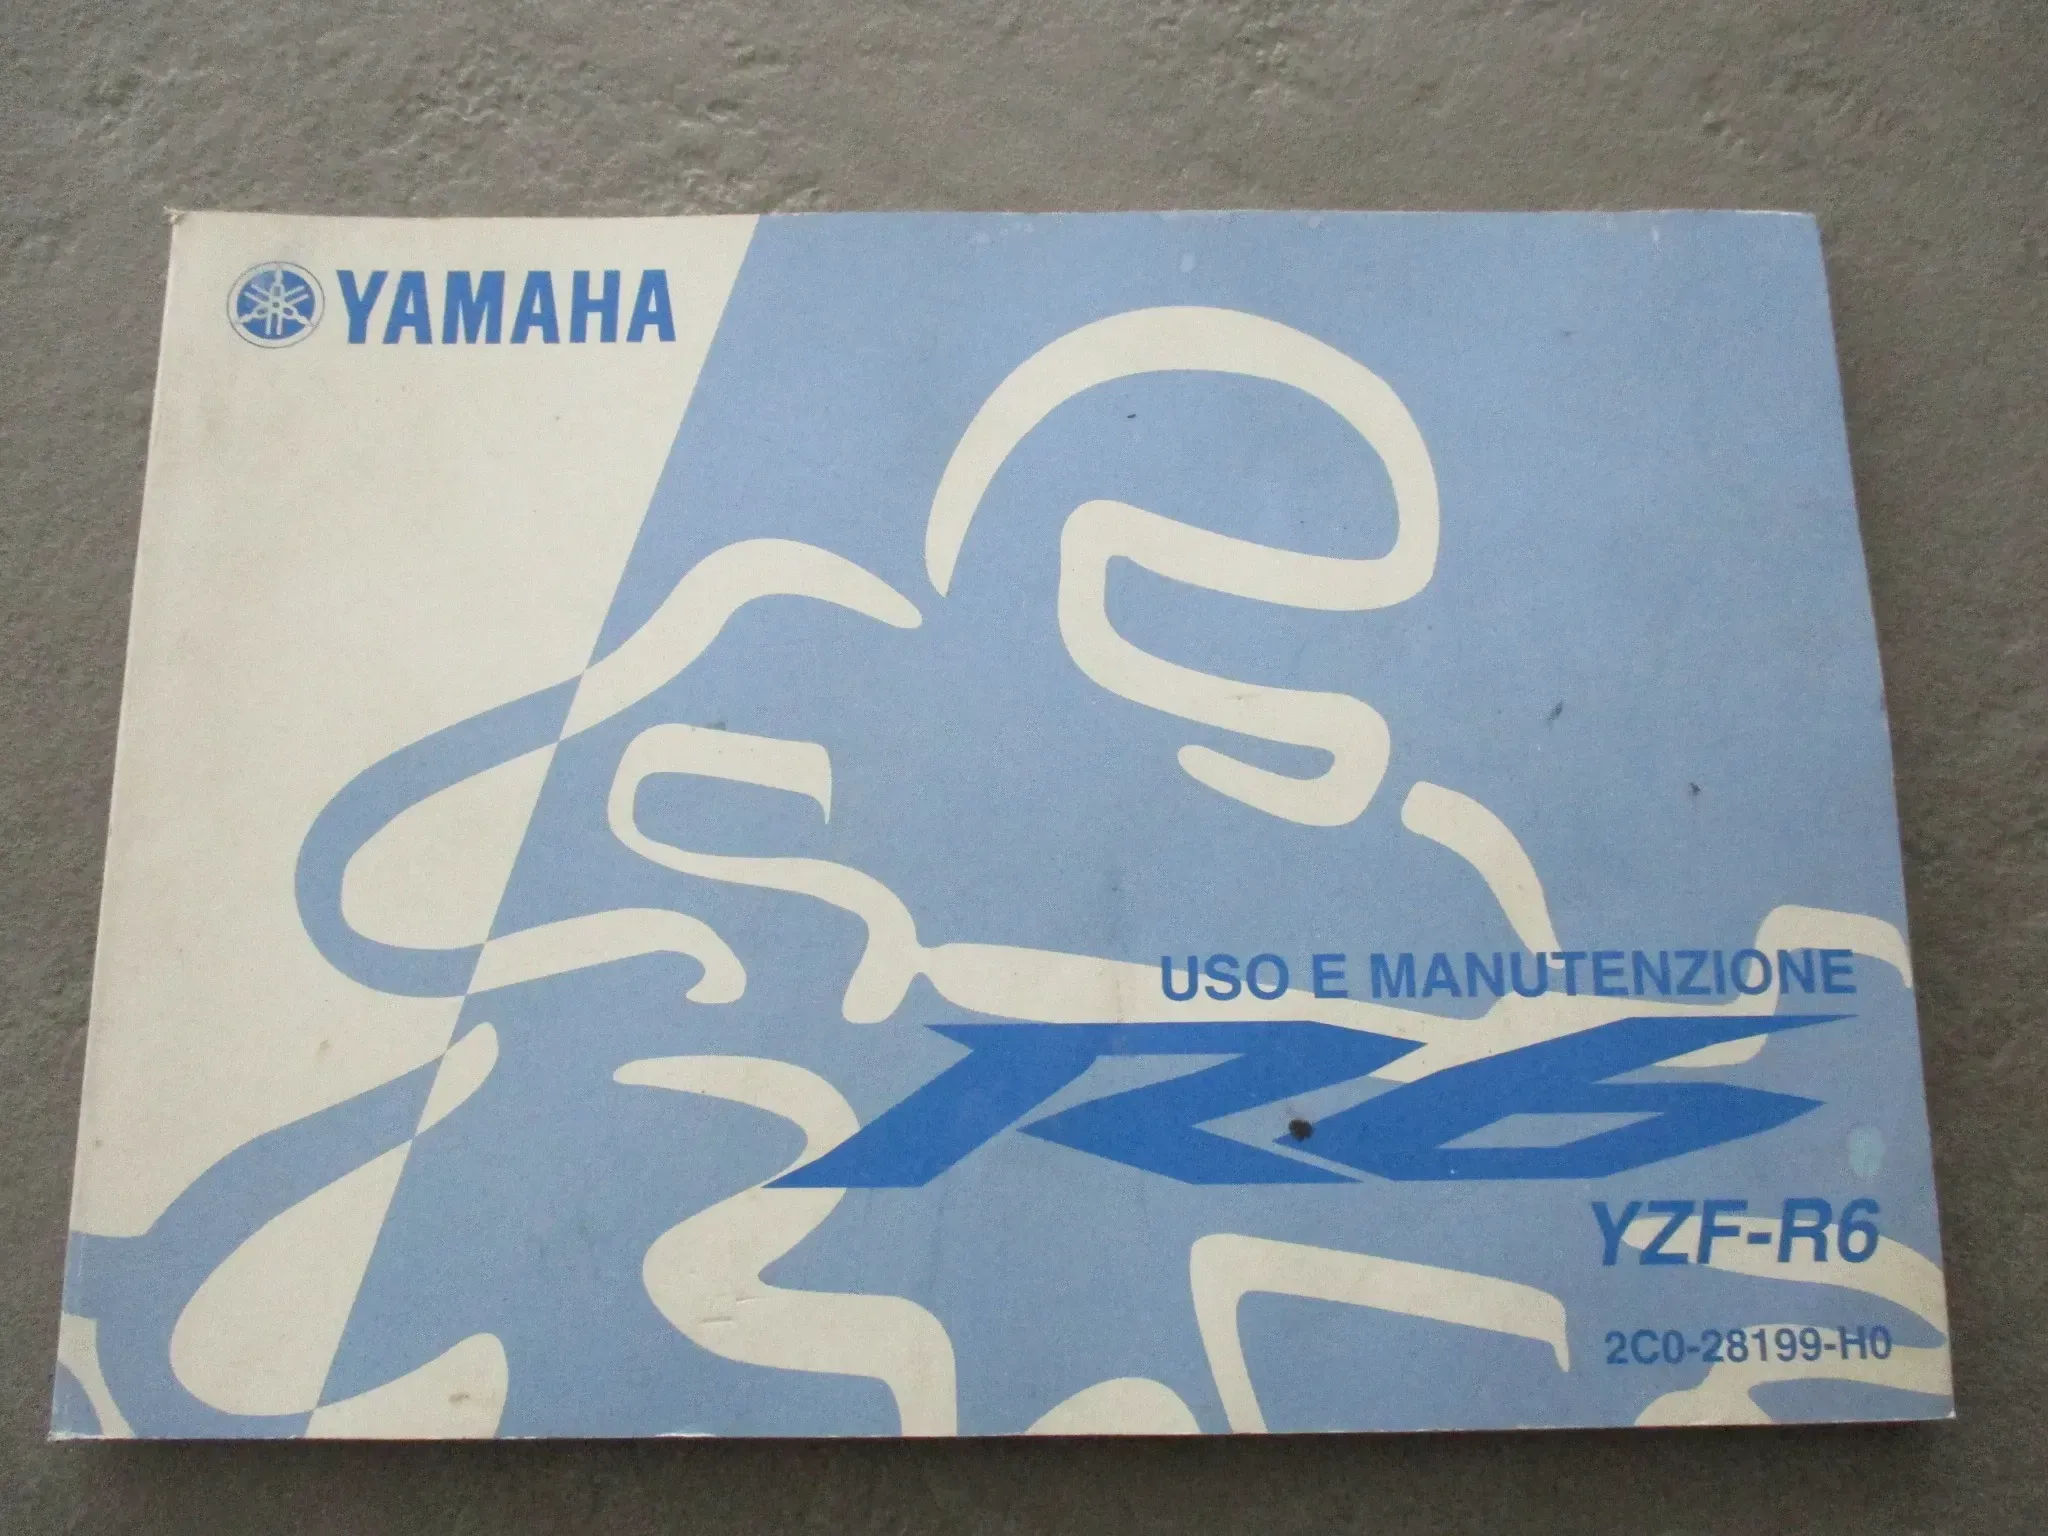 YAMAHA
USO E MANUTENZIONE
R6
YZF-R6
2C0-28199-H0